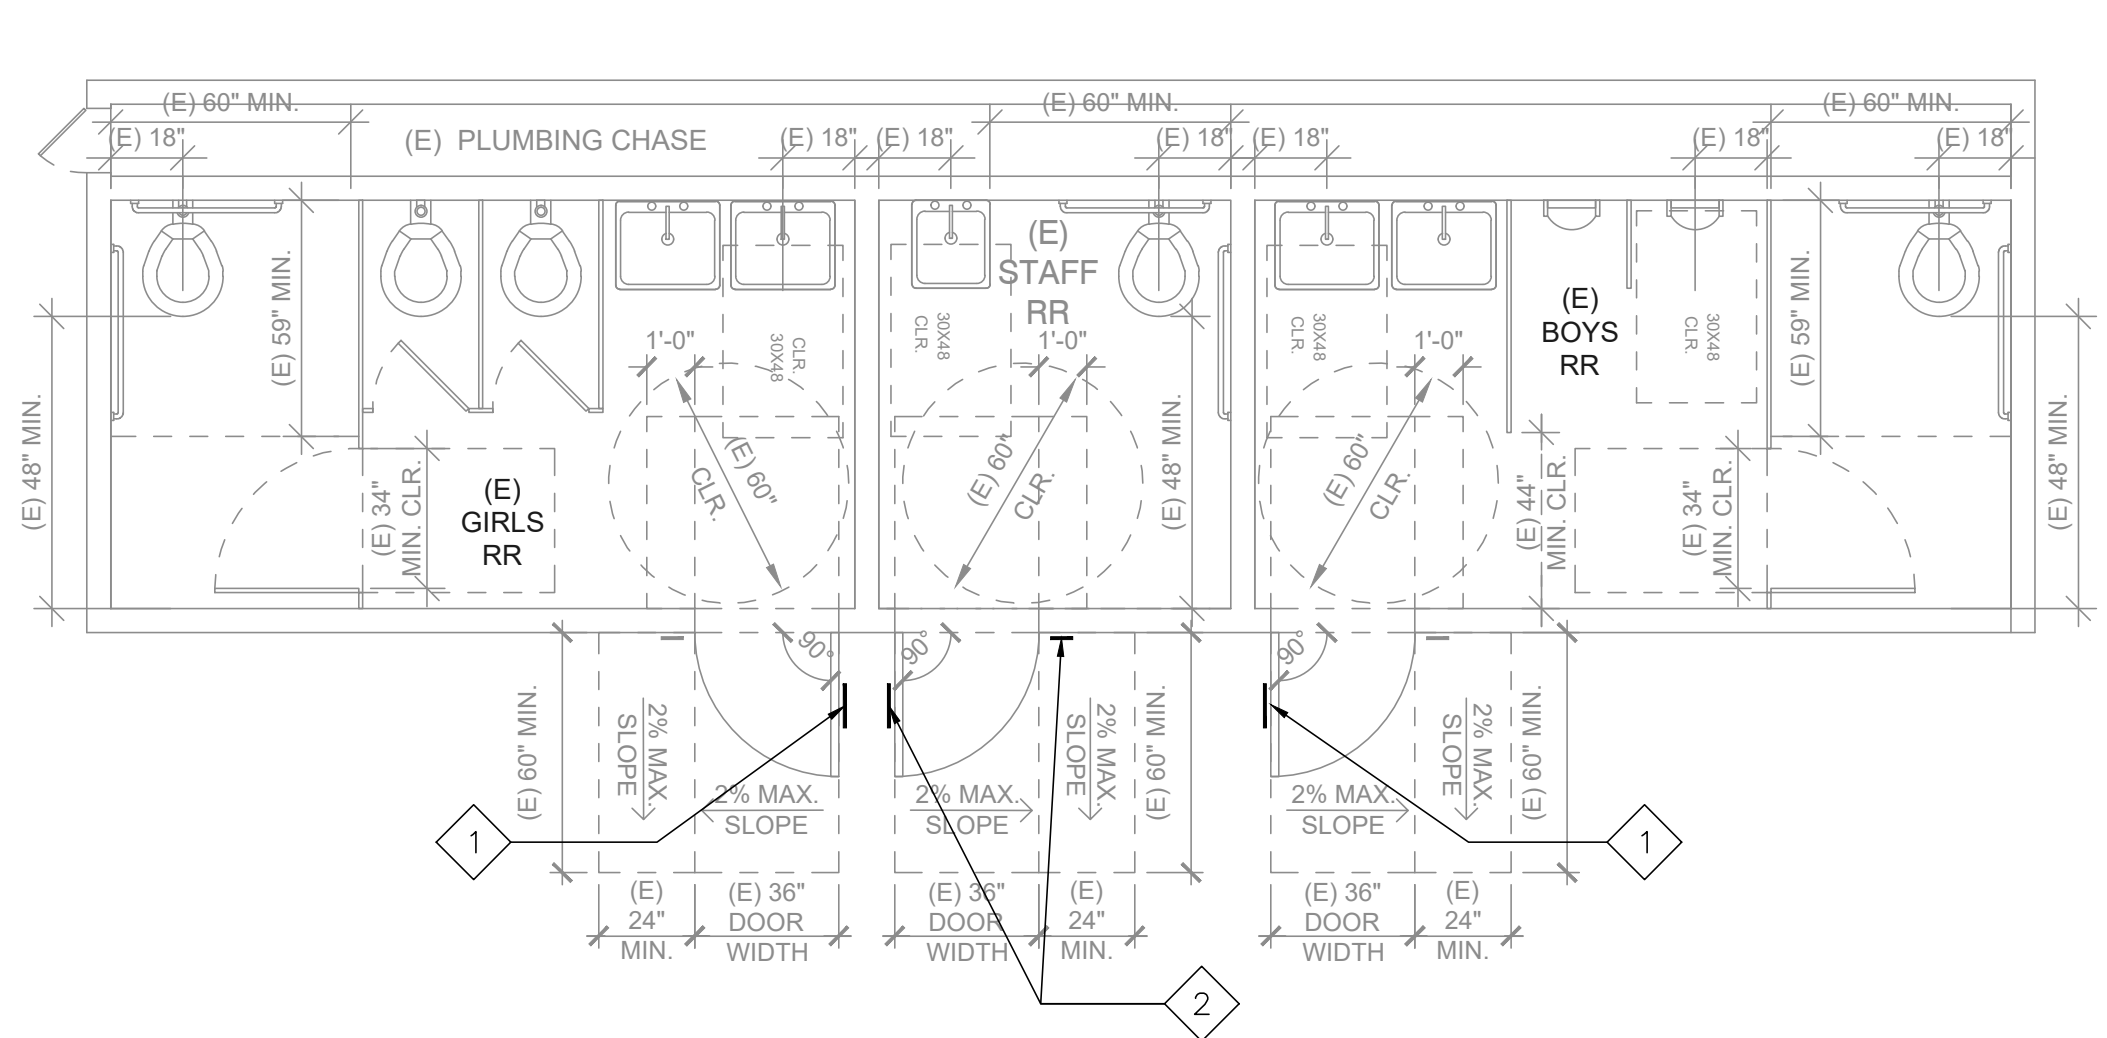 (E) 60" MIN.
(E) 60" MIN.
(E) 60" MIN.
(E) 18"
(E) PLUMBING CHASE
(E) 18"
(E) 18"
(E) 18"
(E) 18"
(E) 18"
(E) 18"
(E)
STAFF
RR
(E) 59" MIN.
(E) 59" MIN.
(E)
BOYS
RR
1'-0"
1'-0"
1'-0"
CLR.
30X48
30X48
CLR.
30X48
CLR.
30X48
CLR.
(E) 48" MIN.
(E) 34"
MIN. CLR.
(E)
GIRLS
RR
(E) 60"
CLR.
(E) 60"
CLR.
(E) 48" MIN.
(E) 60"
CLR.
(E) 44"
MIN. CLR.
(E) 34"
MIN. CLR.
(E) 48" MIN.
90°
90°
90°
(E) 60" MIN.
2% MAX.
SLOPE
2% MAX.
SLOPE
2% MAX.
SLOPE
2% MAX.
SLOPE
(E) 60" MIN.
2% MAX.
SLOPE
2% MAX.
SLOPE
(E) 60" MIN.
1
1
(E)
24"
MIN.
(E) 36"
DOOR
WIDTH
(E) 36"
DOOR
WIDTH
(E)
24"
MIN.
(E) 36"
DOOR
WIDTH
(E)
24"
MIN.
2